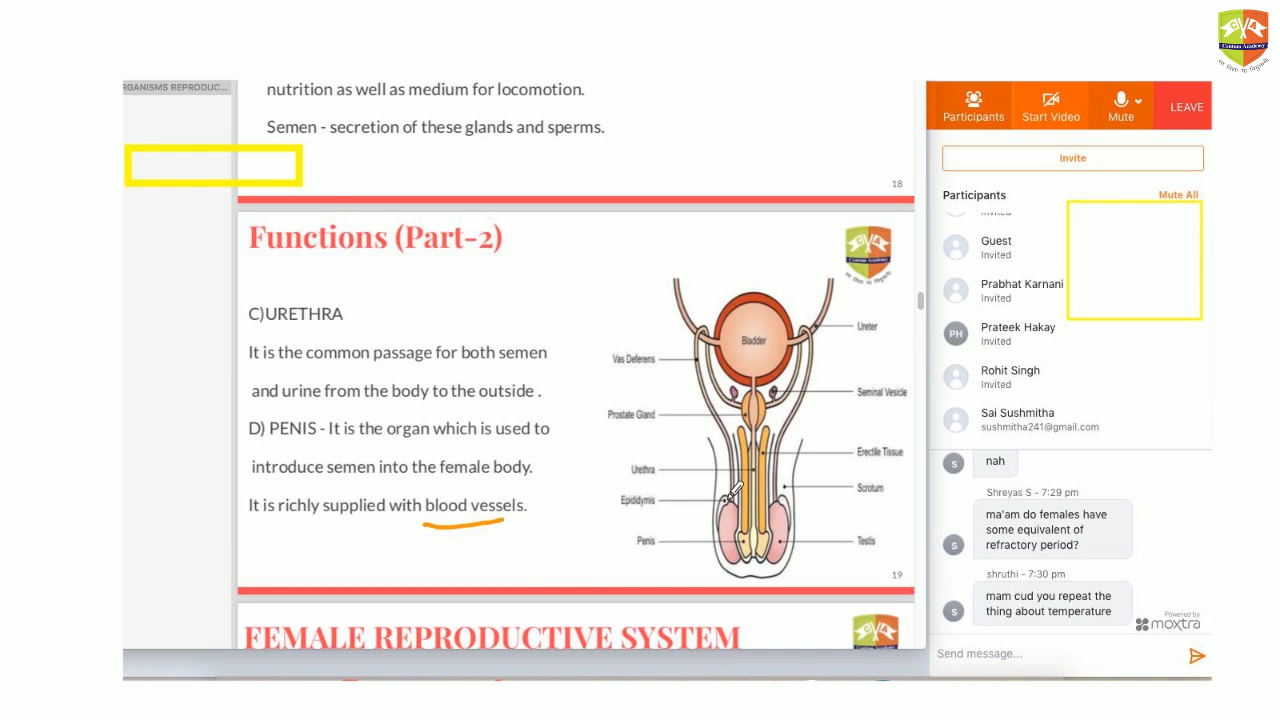 Centum Academy
RGANISMS REPRODUC...
nutrition as well as medium for locomotion.
Semen - secretion of these glands and sperms.
18
Functions (Part-2)
C)URETHRA
It is the common passage for both semen
and urine from the body to the outside .
D) PENIS - It is the organ which is used to
introduce semen into the female body.
It is richly supplied with blood vessels.
Centum Academy
Bladder
Ureter
Vas Deferens
Seminal Vesicle
Prostate Gland
Erectile Tissue
Urethra
Scrotum
Epididymis
Penis
Testis
19
FEMALE REPRODUCTIVE SYSTEM
Participants
Start Video
Mute
LEAVE
Invite
Participants
Mute All
Invited
Guest
Invited
Prabhat Karnani
Invited
PH
Prateek Hakay
Invited
Rohit Singh
Invited
Sai Sushmitha
sushmitha241@gmail.com
S
nah
Shreyas S - 7:29 pm
ma'am do females have
some equivalent of
refractory period?
S
shruthi - 7:30 pm
mam cud you repeat the
thing about temperature
S
Powered by
moxtra
Send message...